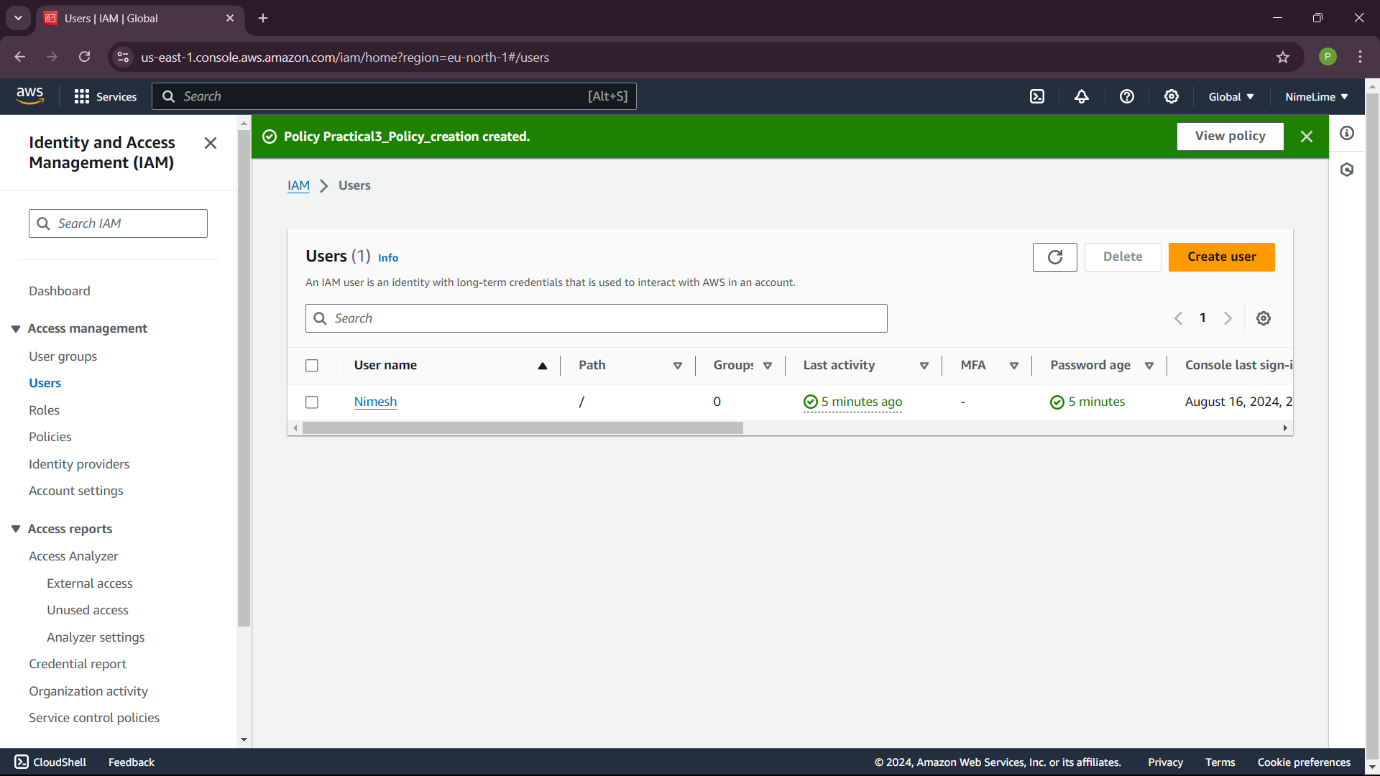 Users | IAM | Global
us-east-1.console.aws.amazon.com/iam/home?region=eu-north-1#/users
P
aws
Services
Search [Alt+S]
Global
NimeLime
Identity and Access
Management (IAM)
Search IAM
Dashboard
Access management
User groups
Users
Roles
Policies
Identity providers
Account settings
Access reports
Access Analyzer
External access
Unused access
Analyzer settings
Credential report
Organization activity
Service control policies
Policy Practical3_Policy_creation created.
View policy
IAM > Users
Users (1) Info
Delete
Create user
An IAM user is an identity with long-term credentials that is used to interact with AWS in an account.
Search
1
User name Path Groups Last activity MFA Password age Console last sign-i
Nimesh / 0 5 minutes ago - 5 minutes August 16, 2024, 2
CloudShell Feedback © 2024, Amazon Web Services, Inc. or its affiliates. Privacy Terms Cookie preferences